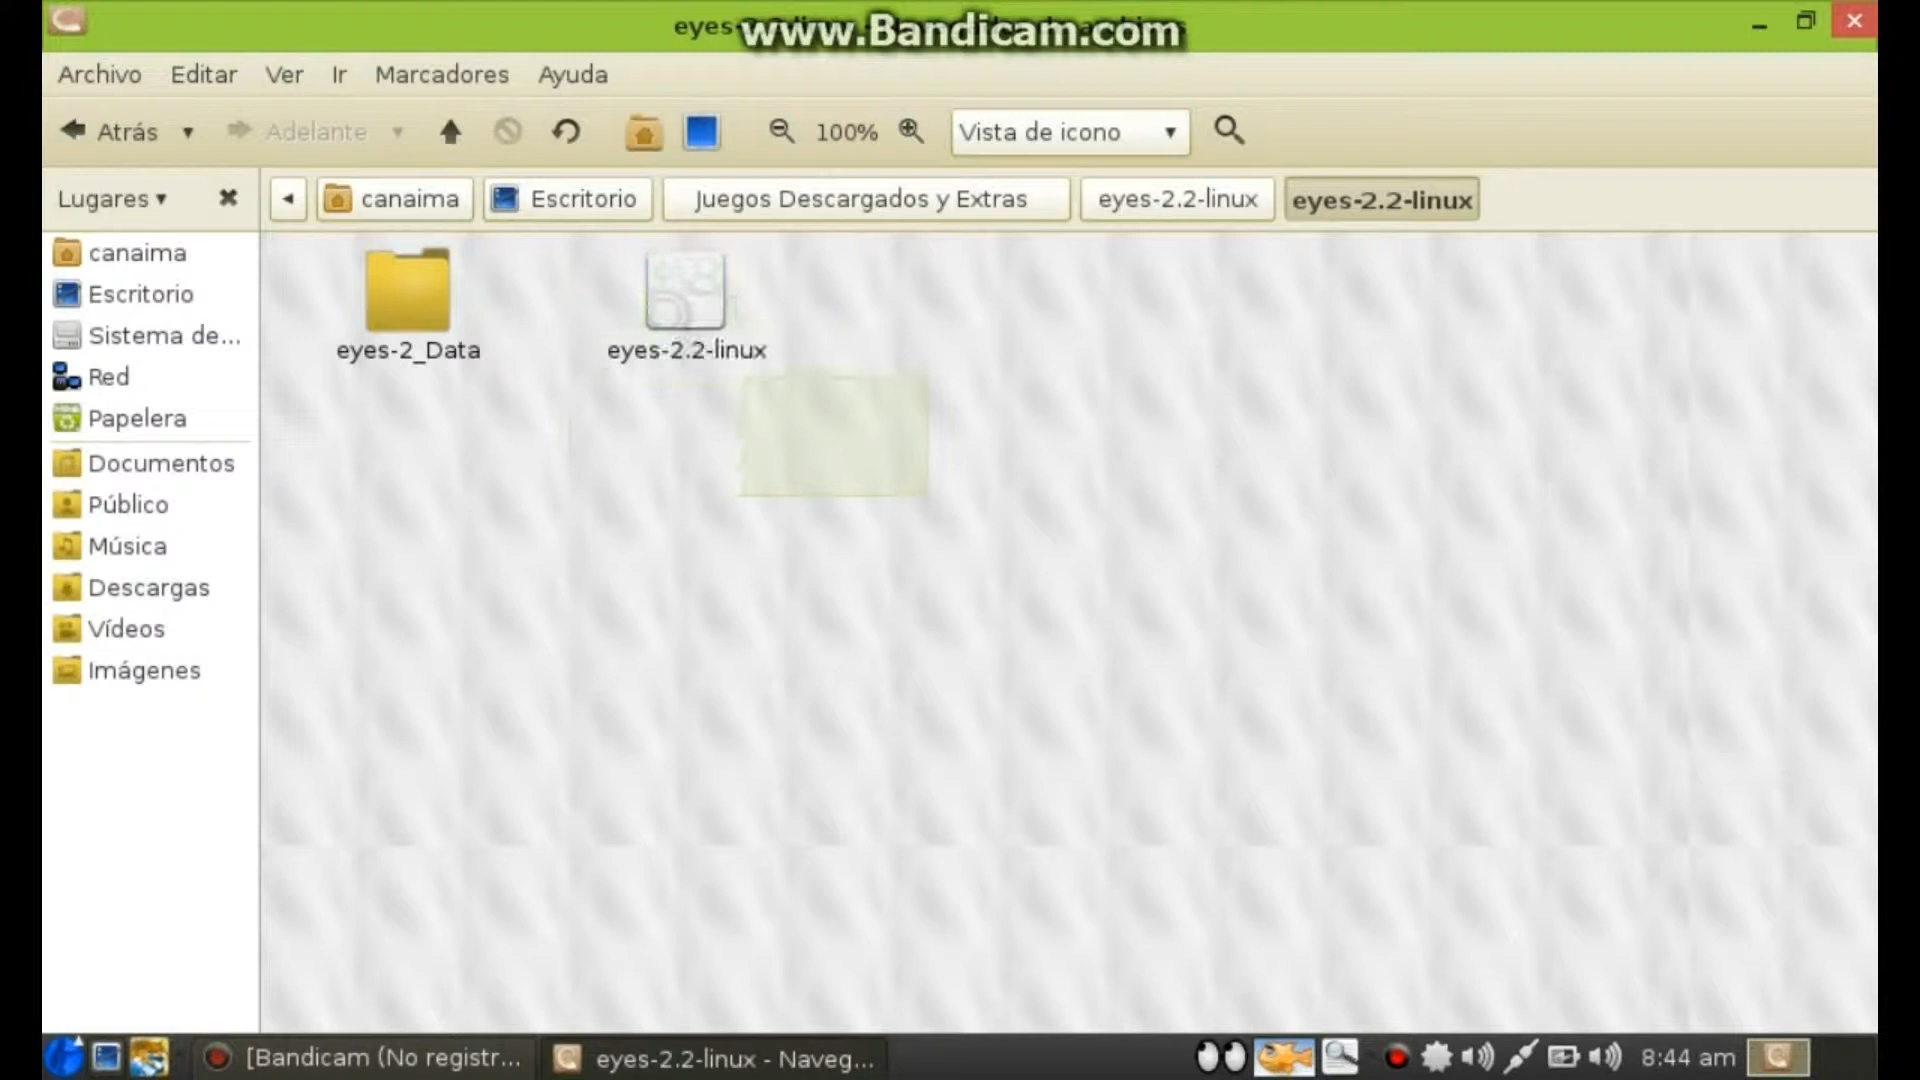 eyes-
www.Bandicam.com
Archivo Editar Ver Ir Marcadores Ayuda
Atrás Adelante 100% Vista de icono
Lugares canaima Escritorio Juegos Descargados y Extras eyes-2.2-linux eyes-2.2-linux
canaima
Escritorio
Sistema de...
Red
Papelera
Documentos
Público
Música
Descargas
Vídeos
Imágenes
eyes-2_Data eyes-2.2-linux
[Bandicam (No registr... eyes-2.2-linux - Naveg... 8:44 am